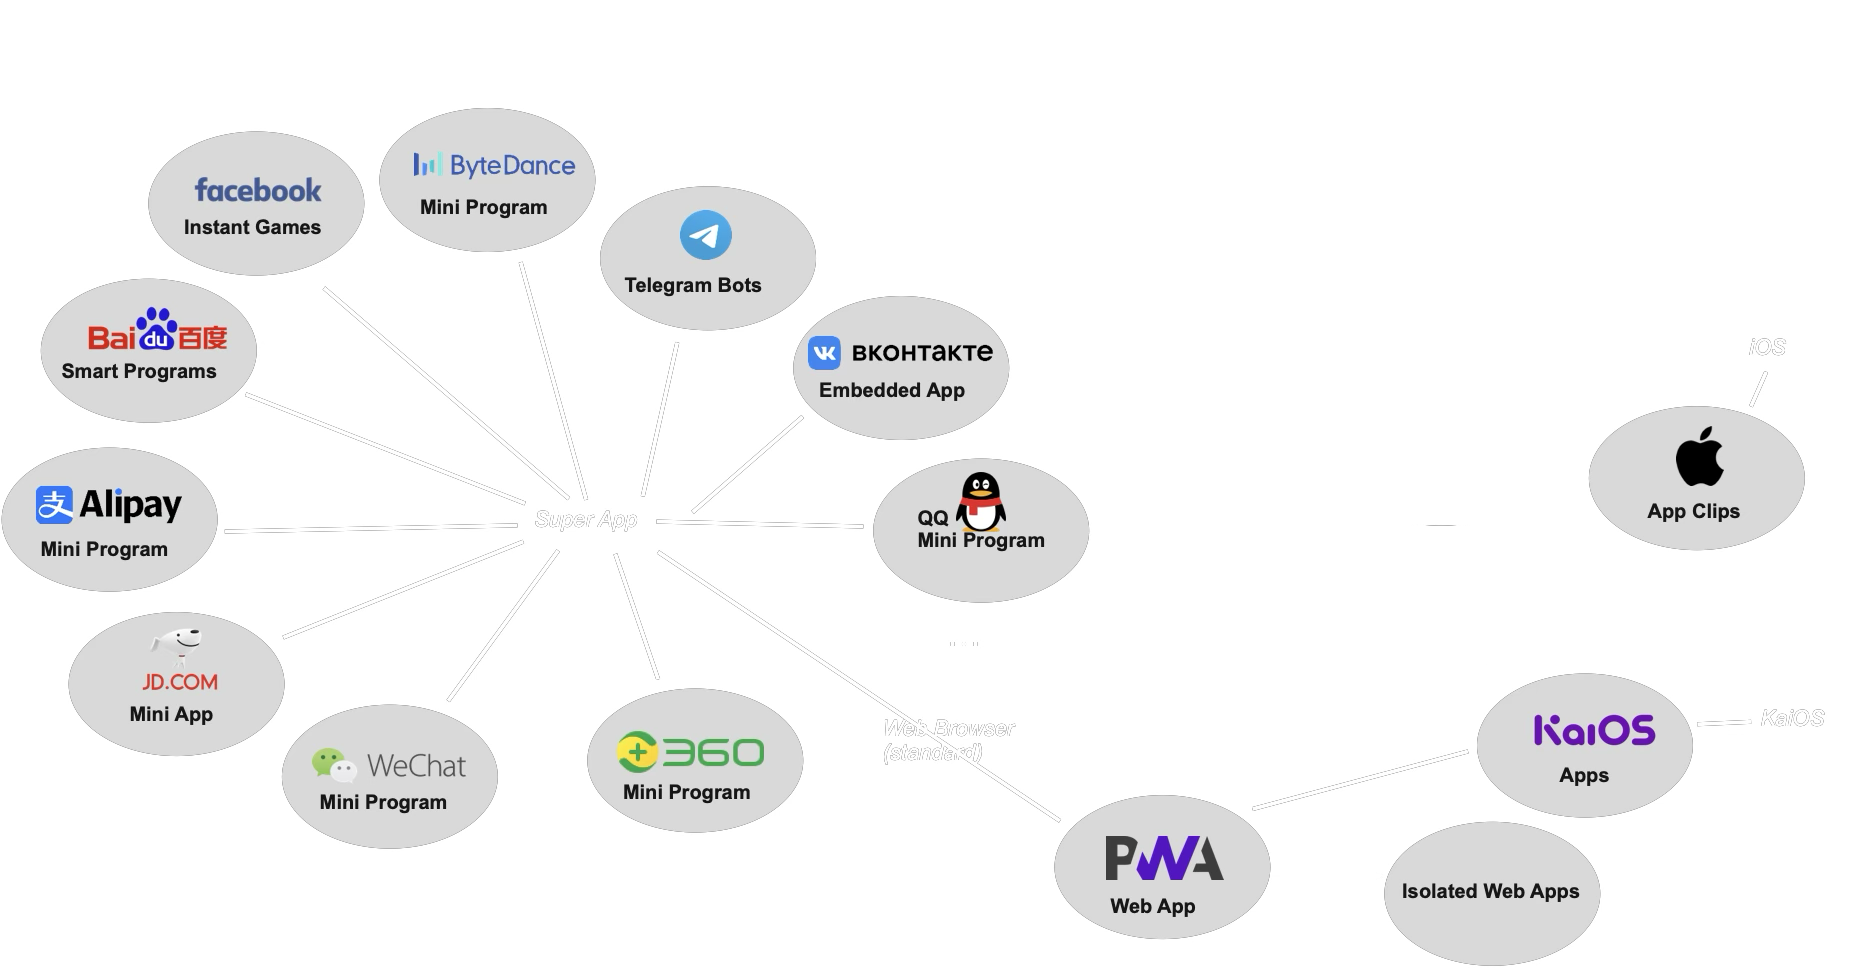 facebook
Instant Games
ByteDance
Mini Program
Telegram Bots
Bai du 百度
Smart Programs
вконтакте
Embedded App
iOS
App Clips
支 Alipay
Mini Program
Super App
QQ
Mini Program
JD.COM
Mini App
WeChat
Mini Program
360
Mini Program
Web Browser
(standard)
KaiOS
Apps
KaiOS
PWA
Web App
Isolated Web Apps